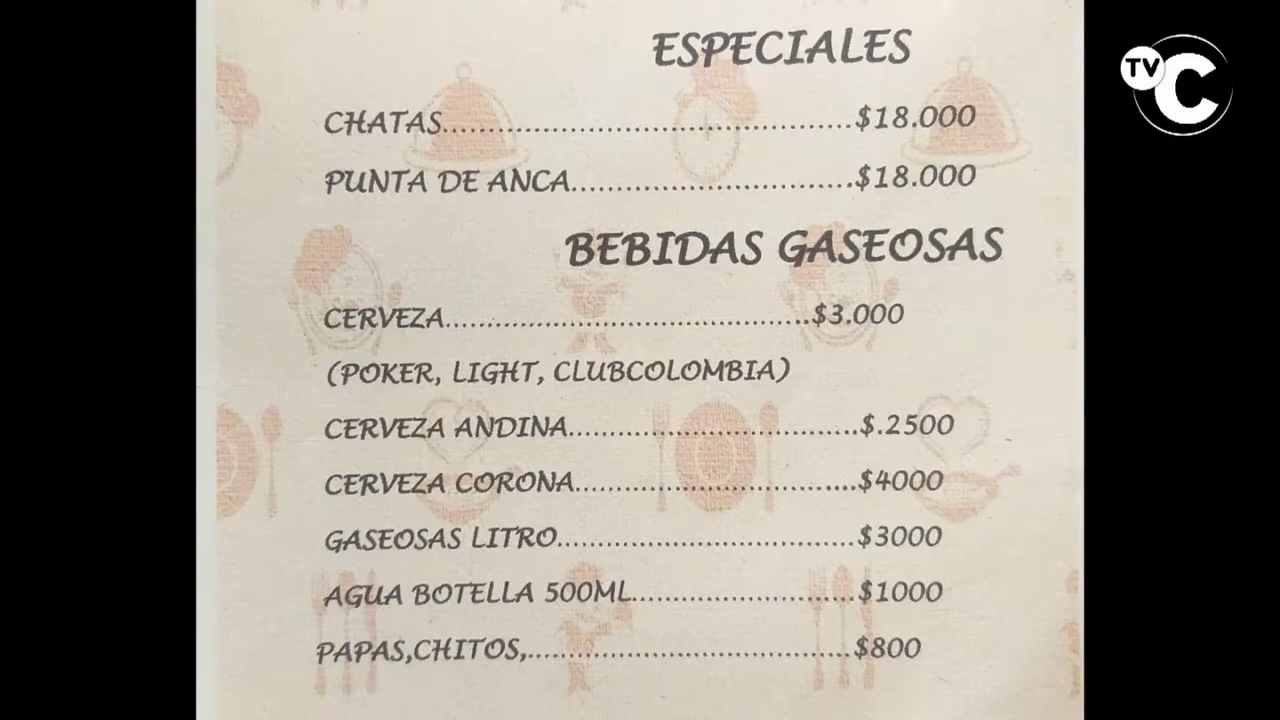 ESPECIALES
CHATAS..................................................$18.000
PUNTA DE ANCA...................................$18.000
BEBIDAS GASEOSAS
CERVEZA.............................................$3.000
(POKER, LIGHT, CLUBCOLOMBIA)
CERVEZA ANDINA....................................$.2500
CERVEZA CORONA...................................$4000
GASEOSAS LITRO.....................................$3000
AGUA BOTELLA 500ML...........................$1000
PAPAS,CHITOS,........................................$800
TV C